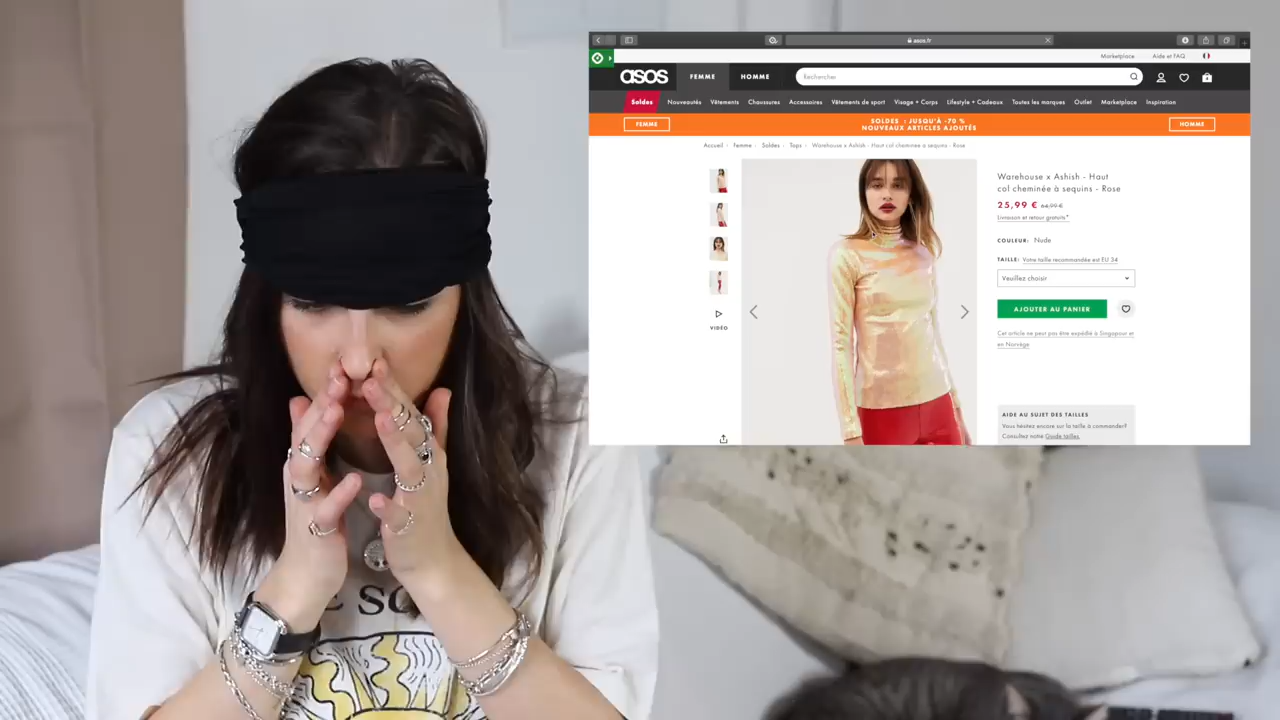 asos.fr
Marketplace Aide et FAQ
asos FEMME HOMME Rechercher
Soldes Nouveautés Vêtements Chaussures Accessoires Vêtements de sport Visage + Corps Lifestyle + Cadeaux Toutes les marques Outlet Marketplace Inspiration
FEMME SOLDES : JUSQU'À -70 % HOMME
NOUVEAUX ARTICLES AJOUTÉS
Accueil Femme Soldes Tops Warehouse x Ashish - Haut col cheminée à sequins - Rose
Warehouse x Ashish - Haut
col cheminée à sequins - Rose
25,99 € 64,99 €
Livraison et retour gratuits*
COULEUR: Nude
TAILLE: Votre taille recommandée est EU 34
Veuillez choisir
AJOUTER AU PANIER
Cet article ne peut pas être expédié à Singapour et
en Norvège.
VIDÉO
AIDE AU SUJET DES TAILLES
Vous hésitez encore sur la taille à commander?
Consultez notre Guide tailles.
E SO